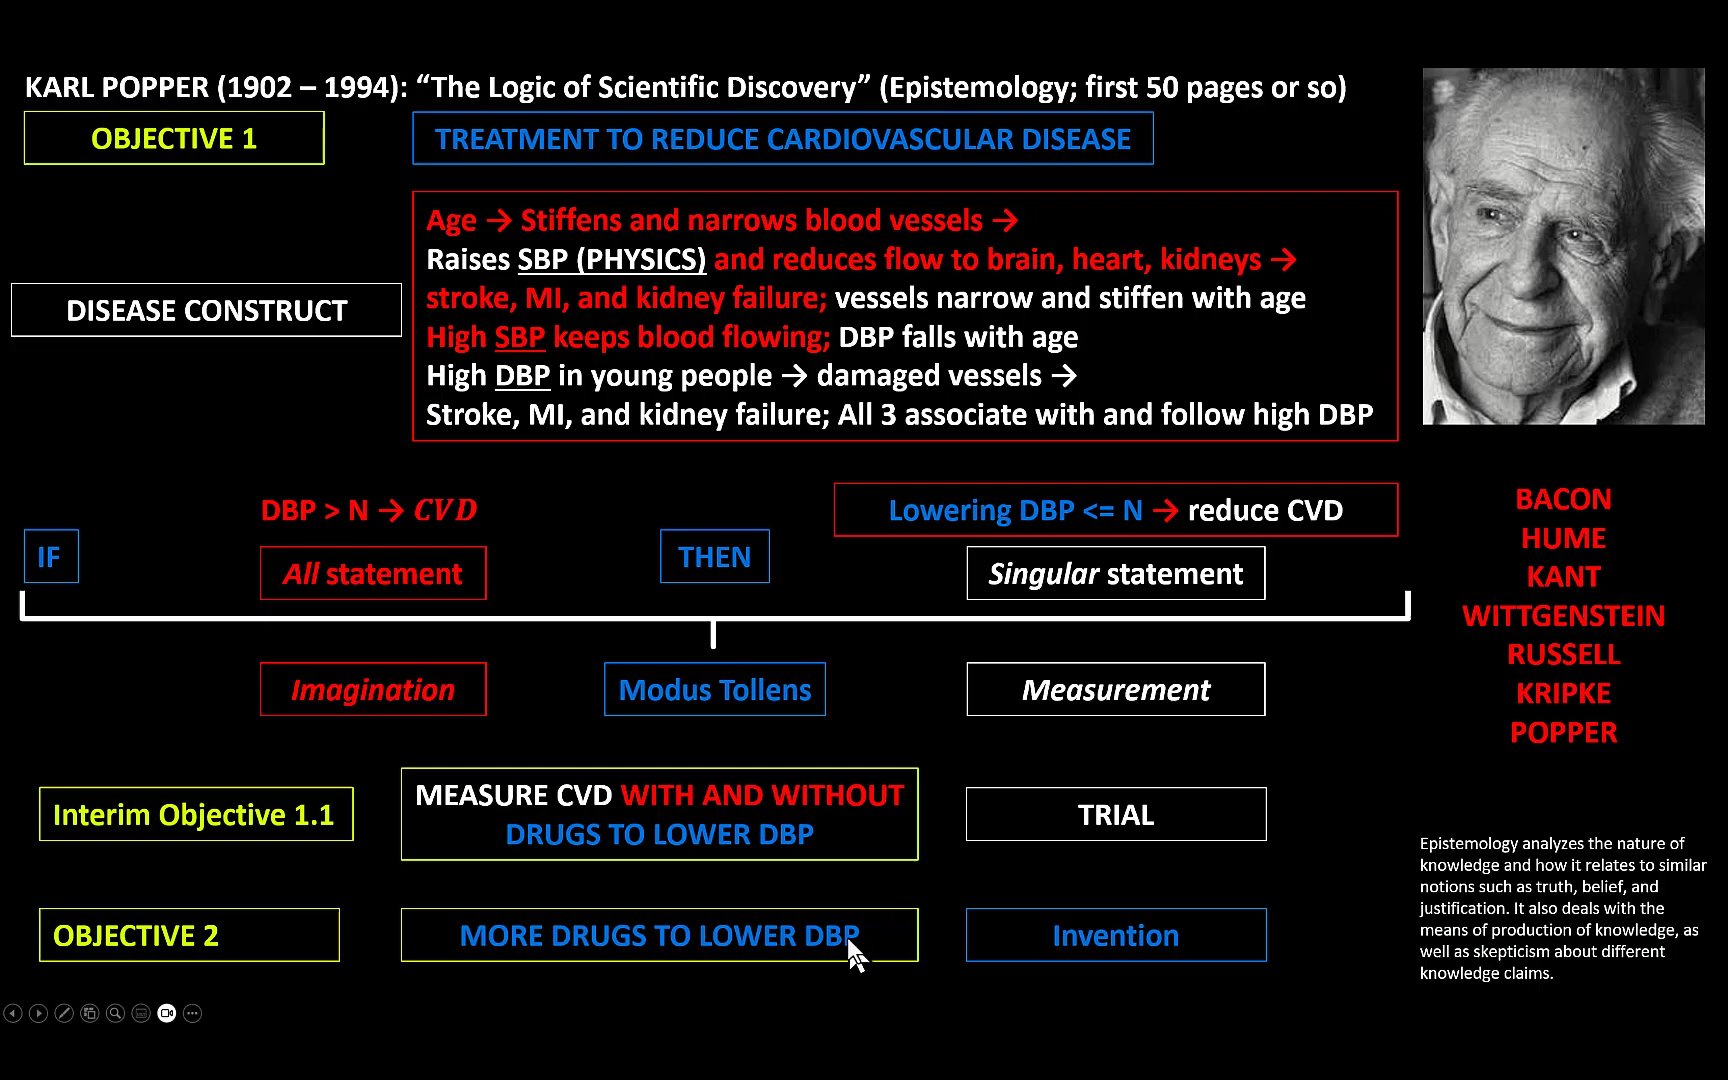 KARL POPPER (1902 – 1994): “The Logic of Scientific Discovery” (Epistemology; first 50 pages or so)
OBJECTIVE 1
TREATMENT TO REDUCE CARDIOVASCULAR DISEASE
DISEASE CONSTRUCT
Age → Stiffens and narrows blood vessels →
Raises SBP (PHYSICS) and reduces flow to brain, heart, kidneys →
stroke, MI, and kidney failure; vessels narrow and stiffen with age
High SBP keeps blood flowing; DBP falls with age
High DBP in young people → damaged vessels →
Stroke, MI, and kidney failure; All 3 associate with and follow high DBP
IF
DBP > N → CVD
All statement
THEN
Lowering DBP <= N → reduce CVD
Singular statement
Imagination
Modus Tollens
Measurement
Interim Objective 1.1
MEASURE CVD WITH AND WITHOUT
DRUGS TO LOWER DBP
TRIAL
OBJECTIVE 2
MORE DRUGS TO LOWER DBP
Invention
BACON
HUME
KANT
WITTGENSTEIN
RUSSELL
KRIPKE
POPPER
Epistemology analyzes the nature of
knowledge and how it relates to similar
notions such as truth, belief, and
justification. It also deals with the
means of production of knowledge, as
well as skepticism about different
knowledge claims.